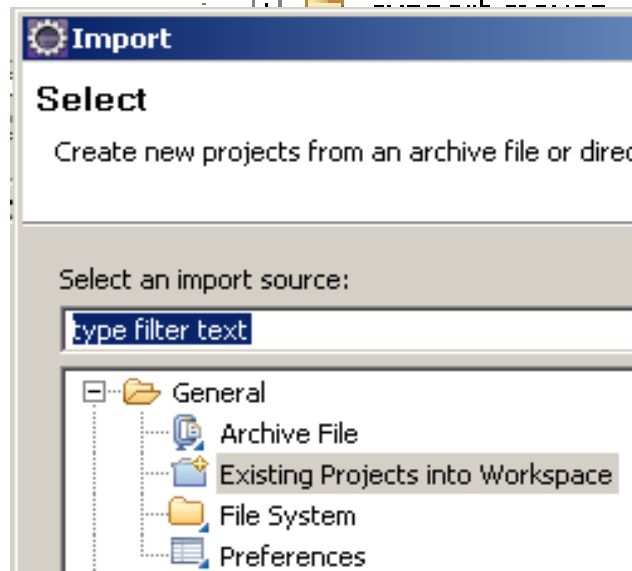 Import
Select
Create new projects from an archive file or
Select an import source:
type filter text
General
Archive File
Existing Projects into Workspace
File System
Preferences